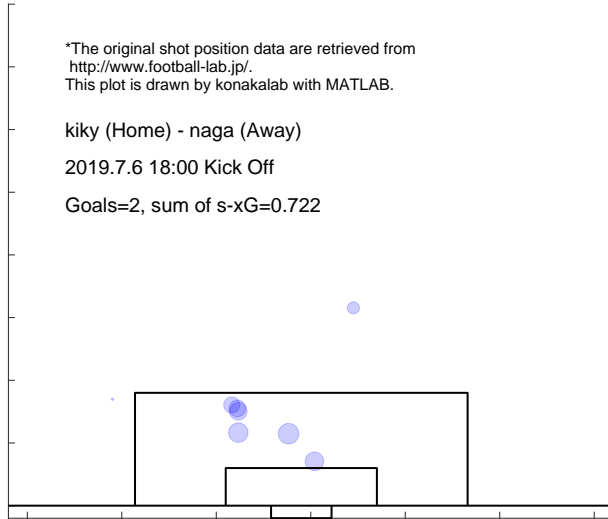 *The original shot position data are retrieved from
http://www.football-lab.jp/.
This plot is drawn by konakalab with MATLAB.
kiky (Home) - naga (Away)
2019.7.6 18:00 Kick Off
Goals=2, sum of s-xG=0.722